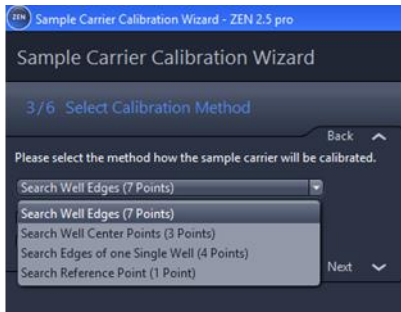 ZEN Sample Carrier Calibration Wizard - ZEN 2.5 pro
Sample Carrier Calibration Wizard
3/6 Select Calibration Method
Back
Please select the method how the sample carrier will be calibrated.
Search Well Edges (7 Points)
Search Well Edges (7 Points)
Search Well Center Points (3 Points)
Search Edges of one Single Well (4 Points)
Search Reference Point (1 Point)
Next